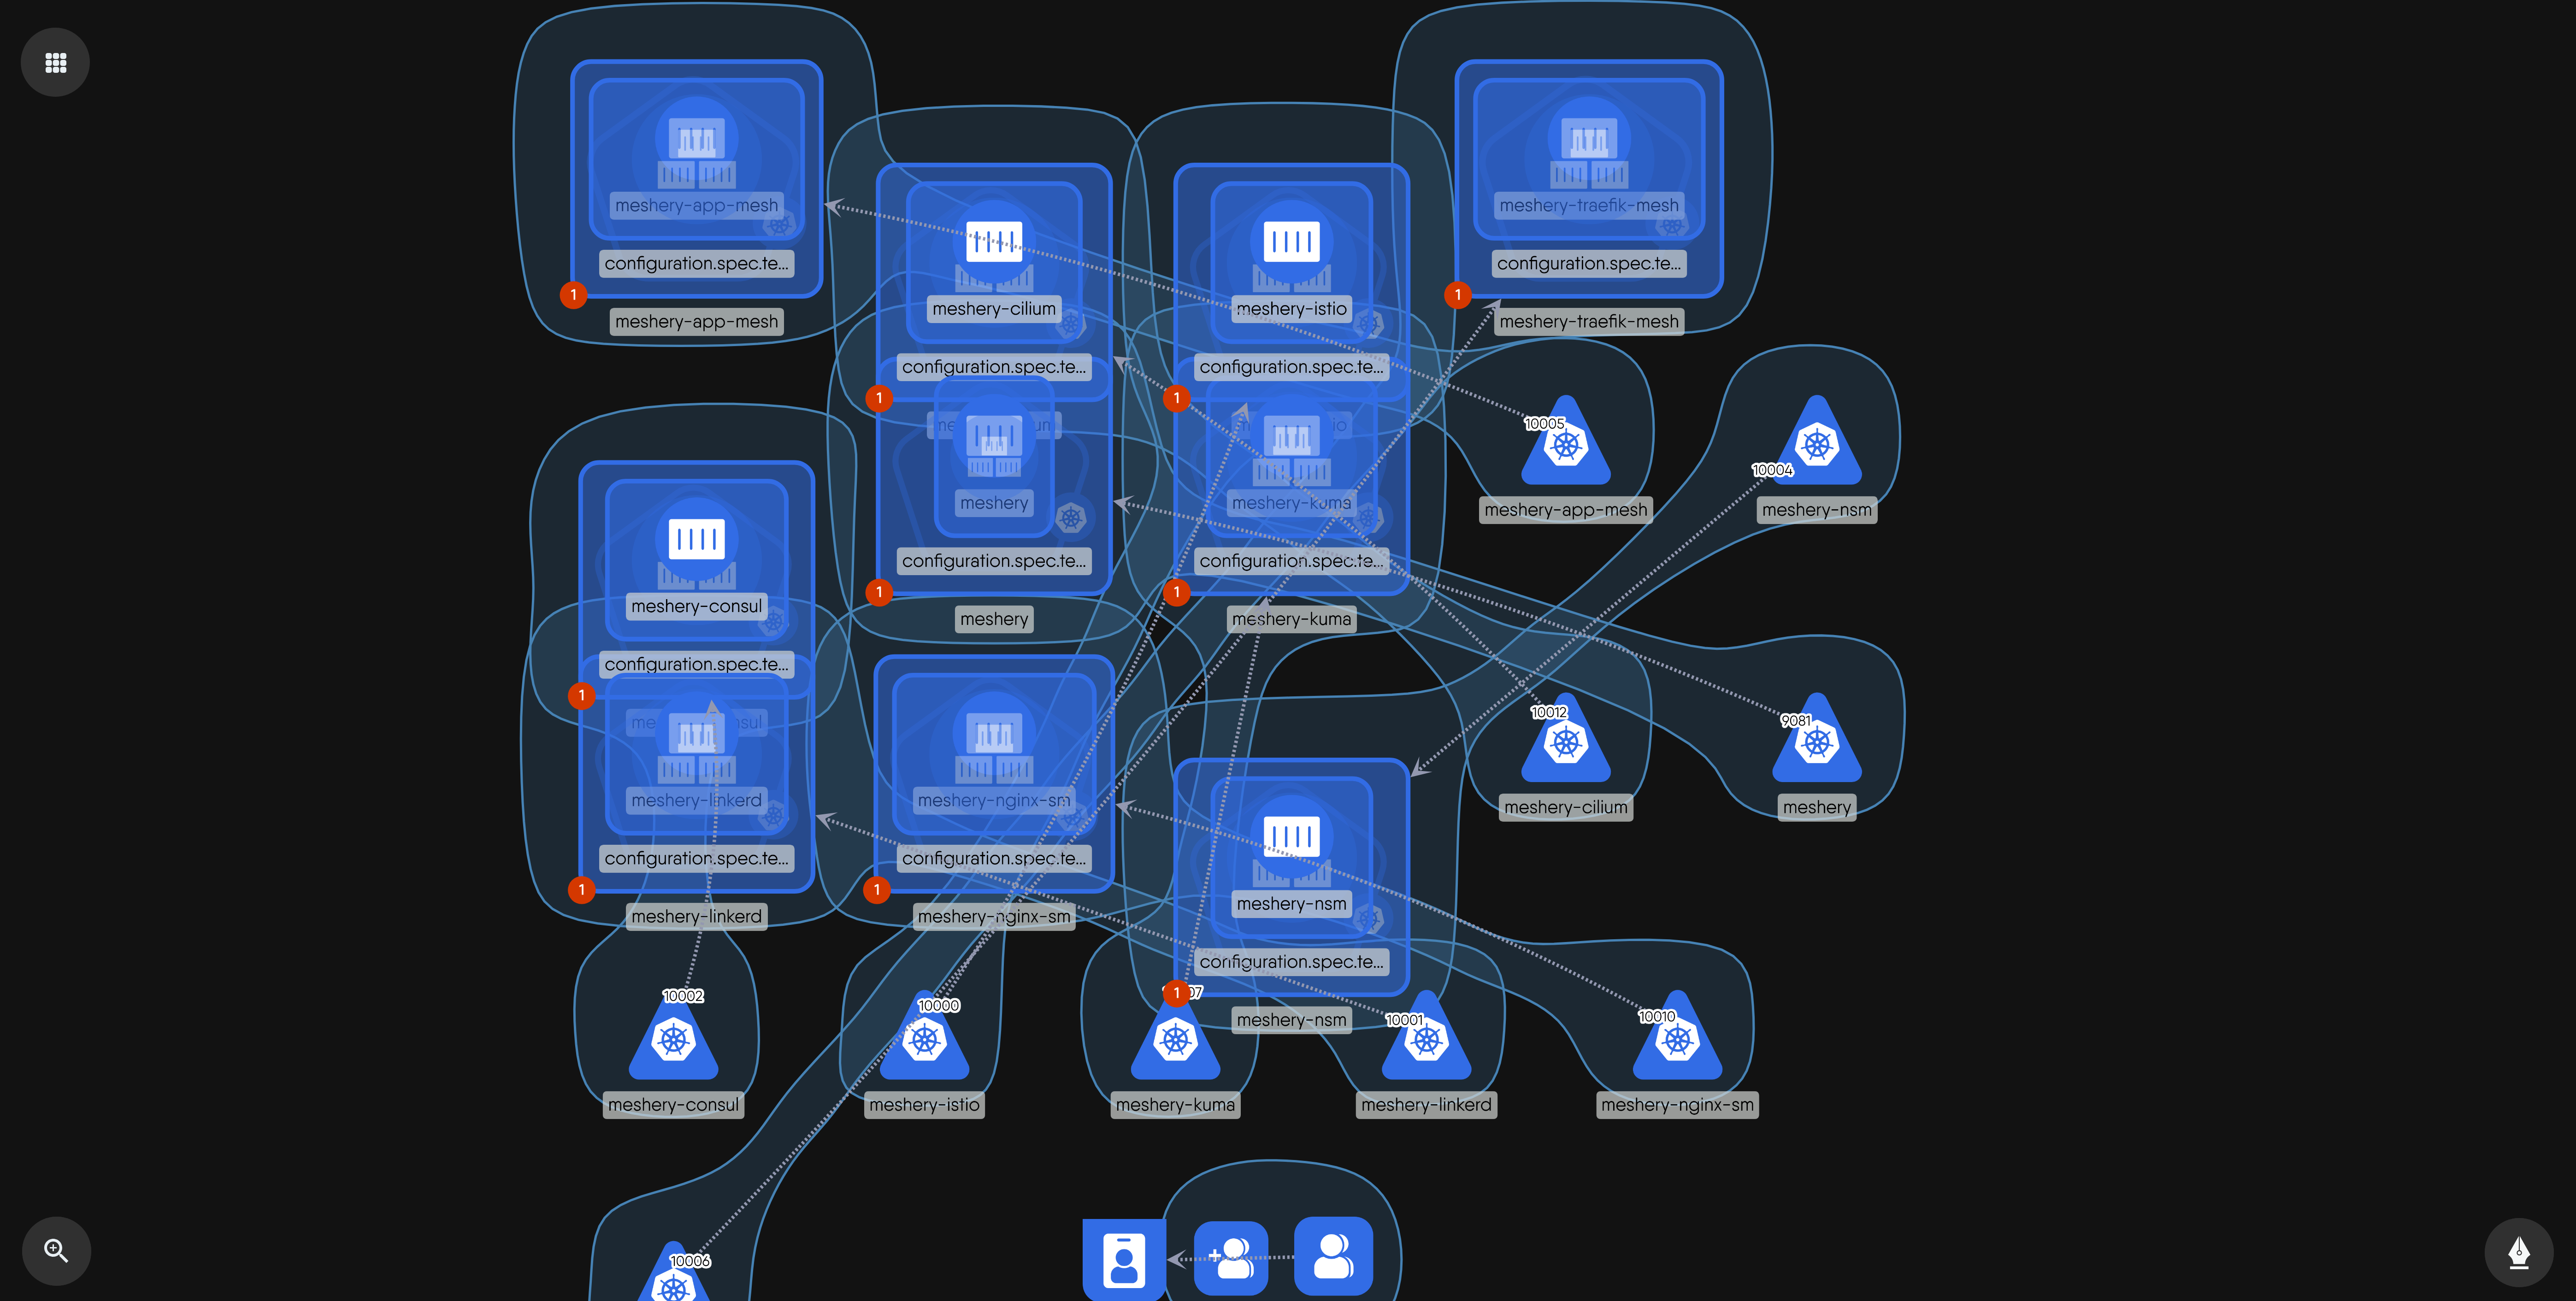 meshery-app-mesh
configuration.spec.te...
1
meshery-app-mesh
meshery-cilium
configuration.spec.te...
1
meshery-istio
configuration.spec.te...
1
meshery-traefik-mesh
configuration.spec.te...
1
meshery-traefik-mesh
meshery
configuration.spec.te...
1
meshery
meshery-kuma
configuration.spec.te...
1
meshery-kuma
10005
meshery-app-mesh
10004
meshery-nsm
meshery-consul
configuration.spec.te...
1
meshery-linkerd
configuration.spec.te...
1
meshery-linkerd
meshery-nginx-sm
configuration.spec.te...
1
meshery-nginx-sm
10012
meshery-cilium
9081
meshery
meshery-nsm
configuration.spec.te...
1
meshery-nsm
10002
meshery-consul
10000
meshery-istio
07
meshery-kuma
10001
meshery-linkerd
10010
meshery-nginx-sm
10006